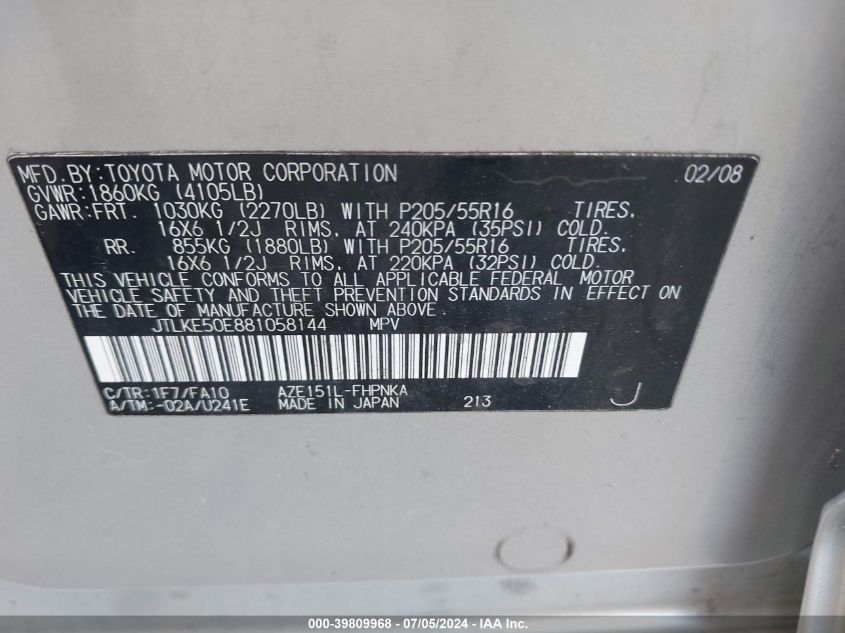 MFD.BY:TOYOTA MOTOR CORPORATION 02/08
GVWR:1860KG (4105LB)
GAWR:FRT. 1030KG (2270LB) WITH P205/55R16 TIRES,
16X6 1/2J RIMS, AT 240KPA (35PSI) COLD.
RR. 855KG (1880LB) WITH P205/55R16 TIRES,
16X6 1/2J RIMS, AT 220KPA (32PSI) COLD.
THIS VEHICLE CONFORMS TO ALL APPLICABLE FEDERAL MOTOR
VEHICLE SAFETY AND THEFT PREVENTION STANDARDS IN EFFECT ON
THE DATE OF MANUFACTURE SHOWN ABOVE.
JTLKE50E881058144 MPV
C/TR:1F7/FA10 AZE151L-FHPNKA
A/TM:-02A/U241E MADE IN JAPAN 213 J
000-39809968 - 07/05/2024 - IAA Inc.